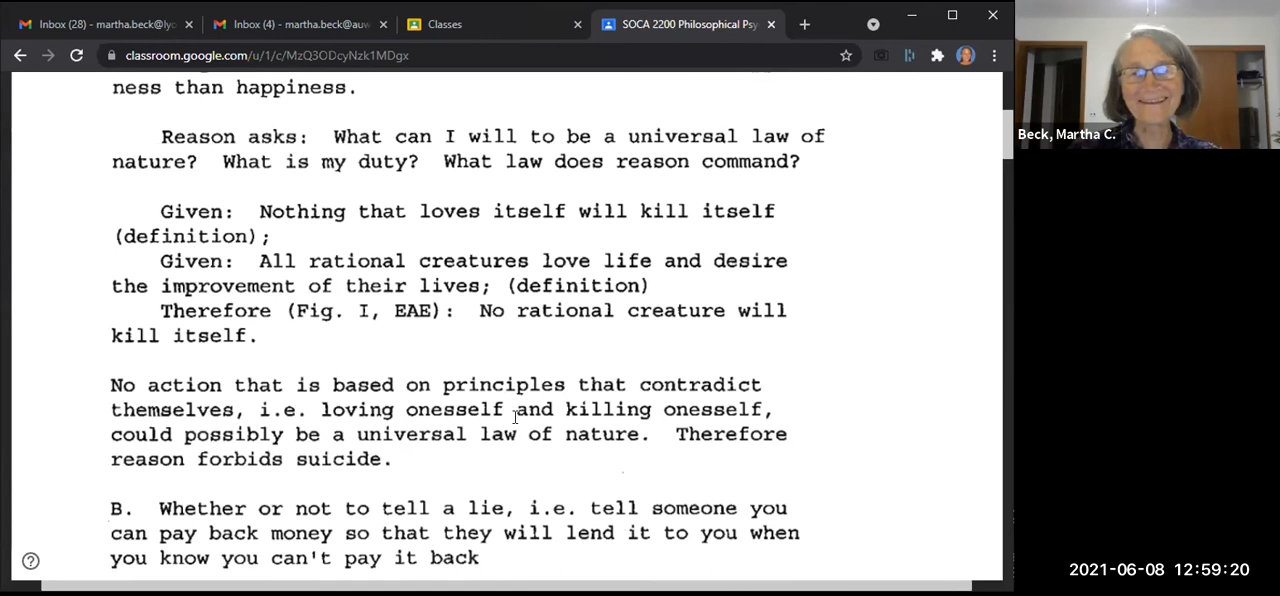 Inbox (28) - martha.beck@lyo
Inbox (4) - martha.beck@auw
Classes
SOCA 2200 Philosophical Psy
classroom.google.com/u/1/c/MzQ3ODcyNzk1MDgx
ness than happiness.
Reason asks: What can I will to be a universal law of
nature? What is my duty? What law does reason command?
Given: Nothing that loves itself will kill itself
(definition);
Given: All rational creatures love life and desire
the improvement of their lives; (definition)
Therefore (Fig. I, EAE): No rational creature will
kill itself.
No action that is based on principles that contradict
themselves, i.e. loving onesself and killing onesself,
could possibly be a universal law of nature. Therefore
reason forbids suicide.
B. Whether or not to tell a lie, i.e. tell someone you
can pay back money so that they will lend it to you when
you know you can't pay it back
Beck, Martha C.
2021-06-08 12:59:20